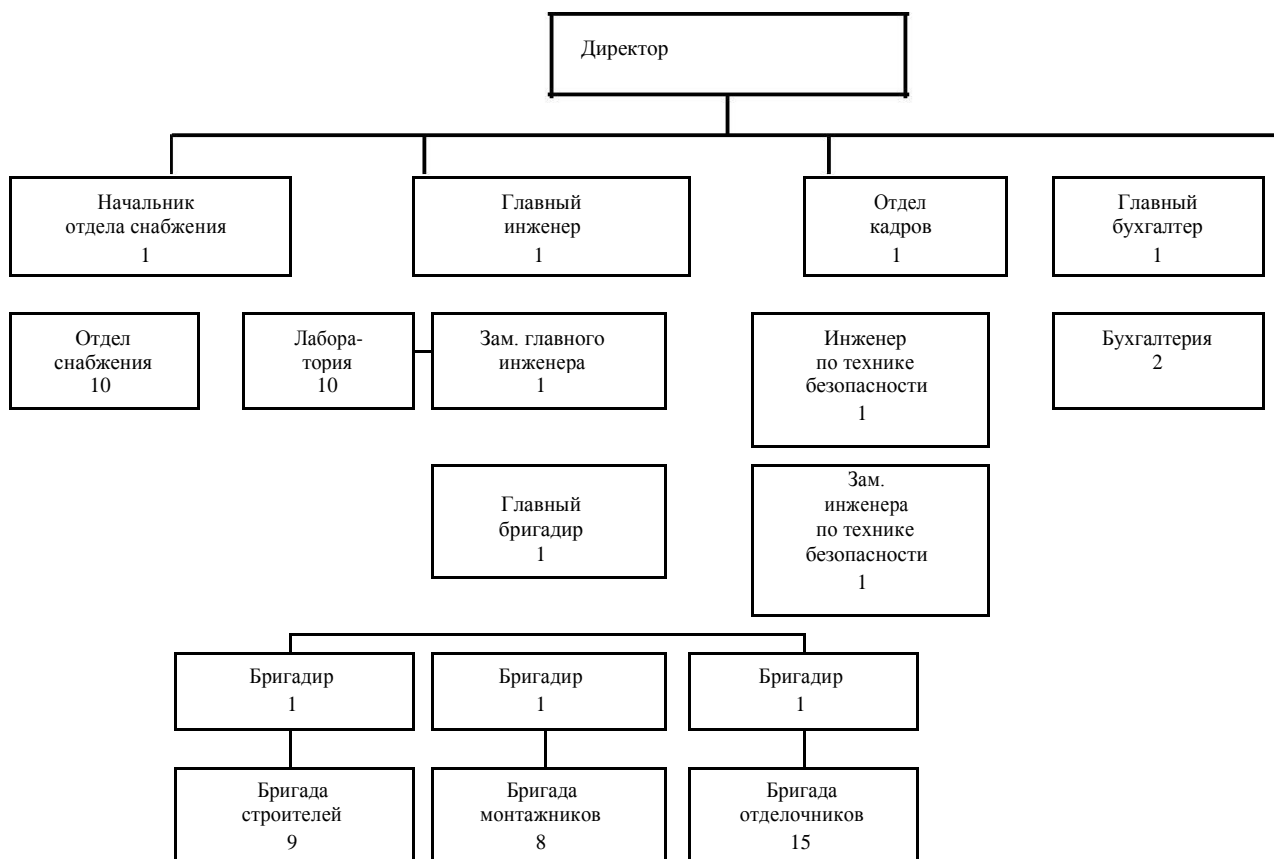 Директор
Начальник
отдела снабжения
1
Главный
инженер
1
Отдел
кадров
1
Главный
бухгалтер
1
Отдел
снабжения
10
Лабора-
тория
10
Зам. главного
инженера
1
Инженер
по технике
безопасности
1
Бухгалтерия
2
Главный
бригадир
1
Зам.
инженера
по технике
безопасности
1
Бригадир
1
Бригадир
1
Бригадир
1
Бригада
строителей
9
Бригада
монтажников
8
Бригада
отделочников
15